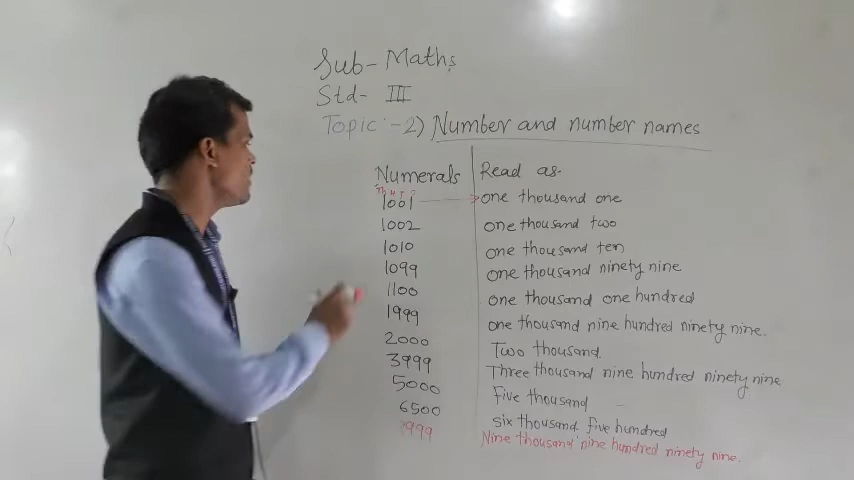 Sub- Maths
Std- III
Topic :- 2) Number and number names
Numerals Read as-
Th H T O
1001 one thousand one
1002 one thousand two
1010 one thousand ten
1099 one thousand ninety nine
1100 one thousand one hundred
1999 one thousand nine hundred ninety nine.
2000 Two thousand
3999 Three thousand nine hundred ninety nine
5000 five thousand
6500 six thousand five hundred
999 Nine thousand nine hundred ninety nine.